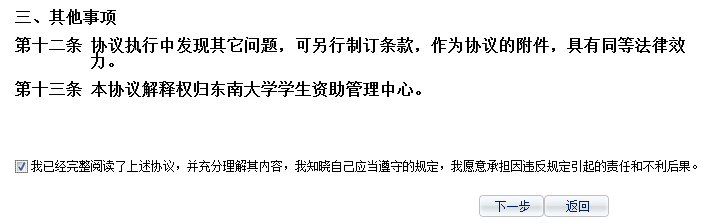 三、其他事项
第十二条 协议执行中发现其它问题，可另行制订条款，作为协议的附件，具有同等法律效
力。
第十三条 本协议解释权归东南大学学生资助管理中心。
我已经完整阅读了上述协议，并充分理解其内容，我知晓自己应当遵守的规定，我愿意承担因违反规定引起的责任和不利后果。
下一步 返回